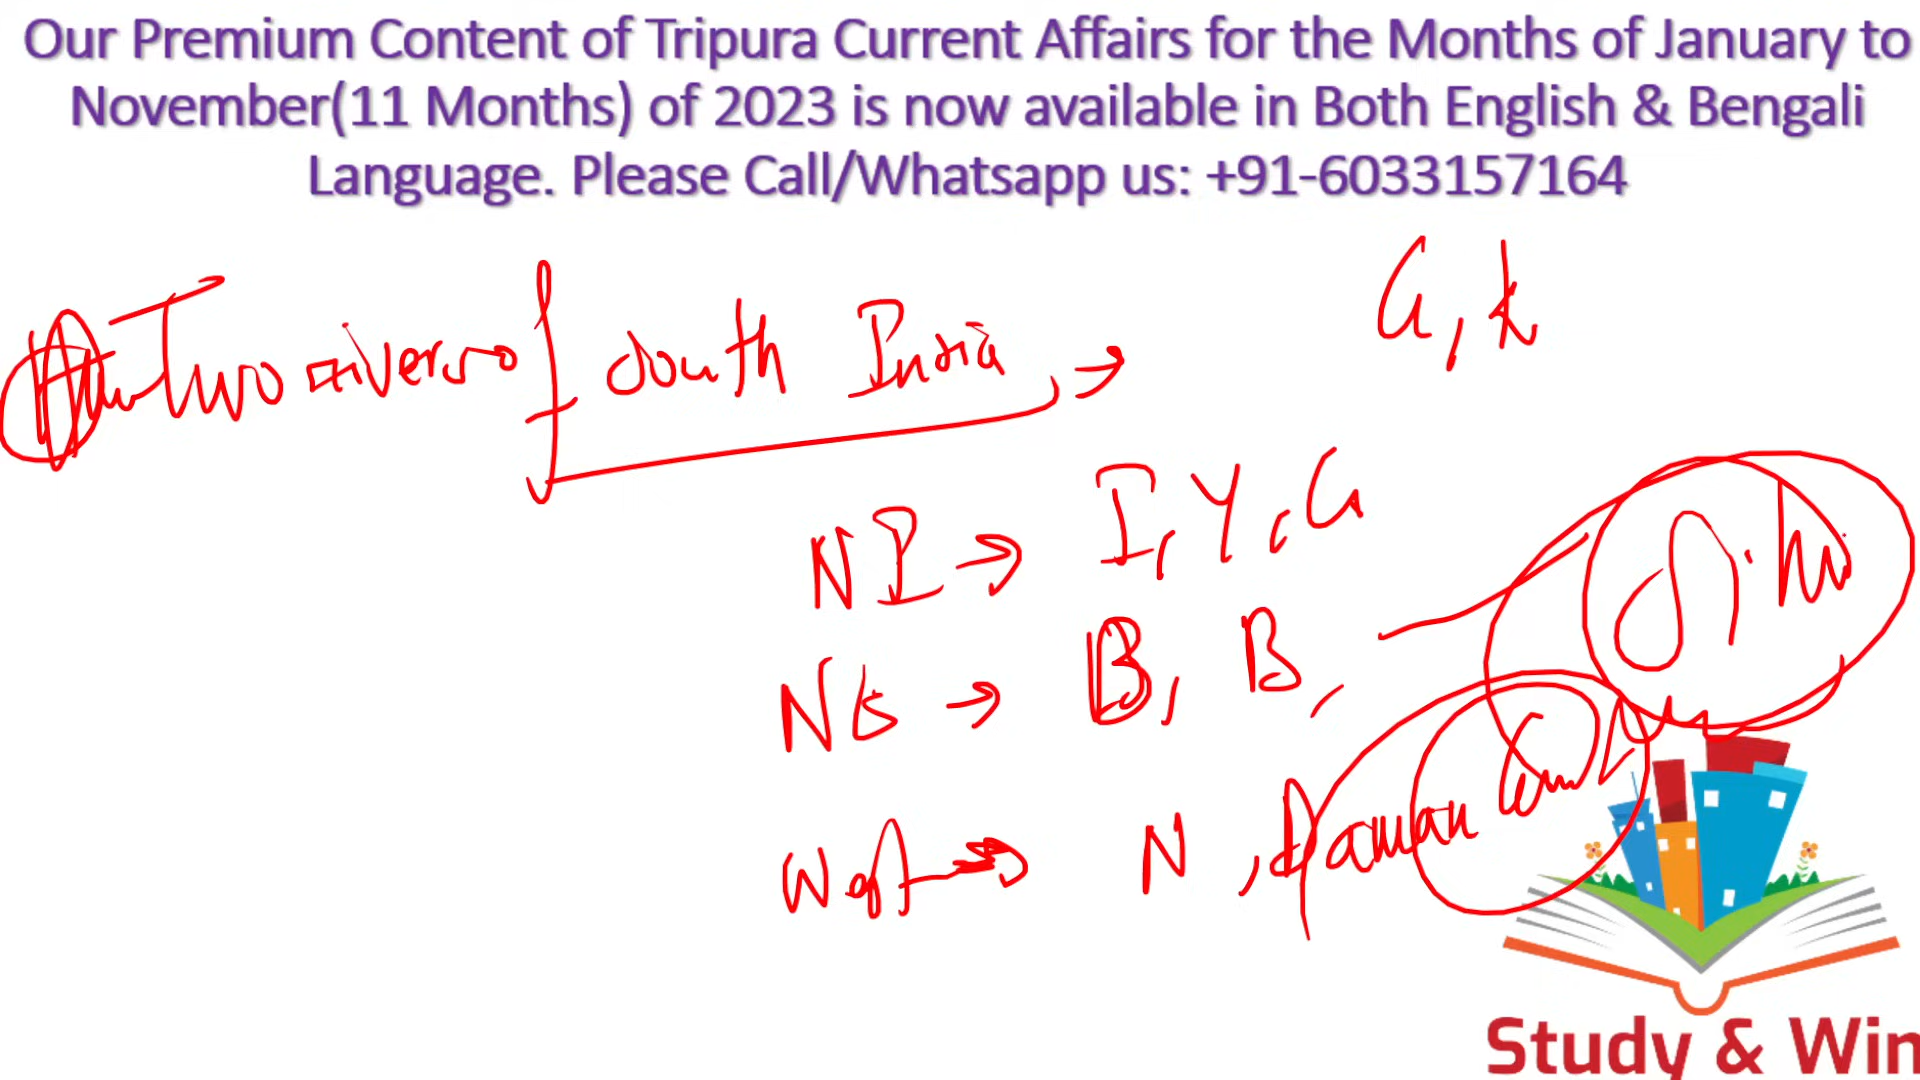 Our Premium Content of Tripura Current Affairs for the Months of January to
November(11 Months) of 2023 is now available in Both English & Bengali
Language. Please Call/Whatsapp us: +91-6033157164
G, K
Two rivers of South India →
NI → I, Y, G
NE → B, B,
West → N, Daman
Study & Win